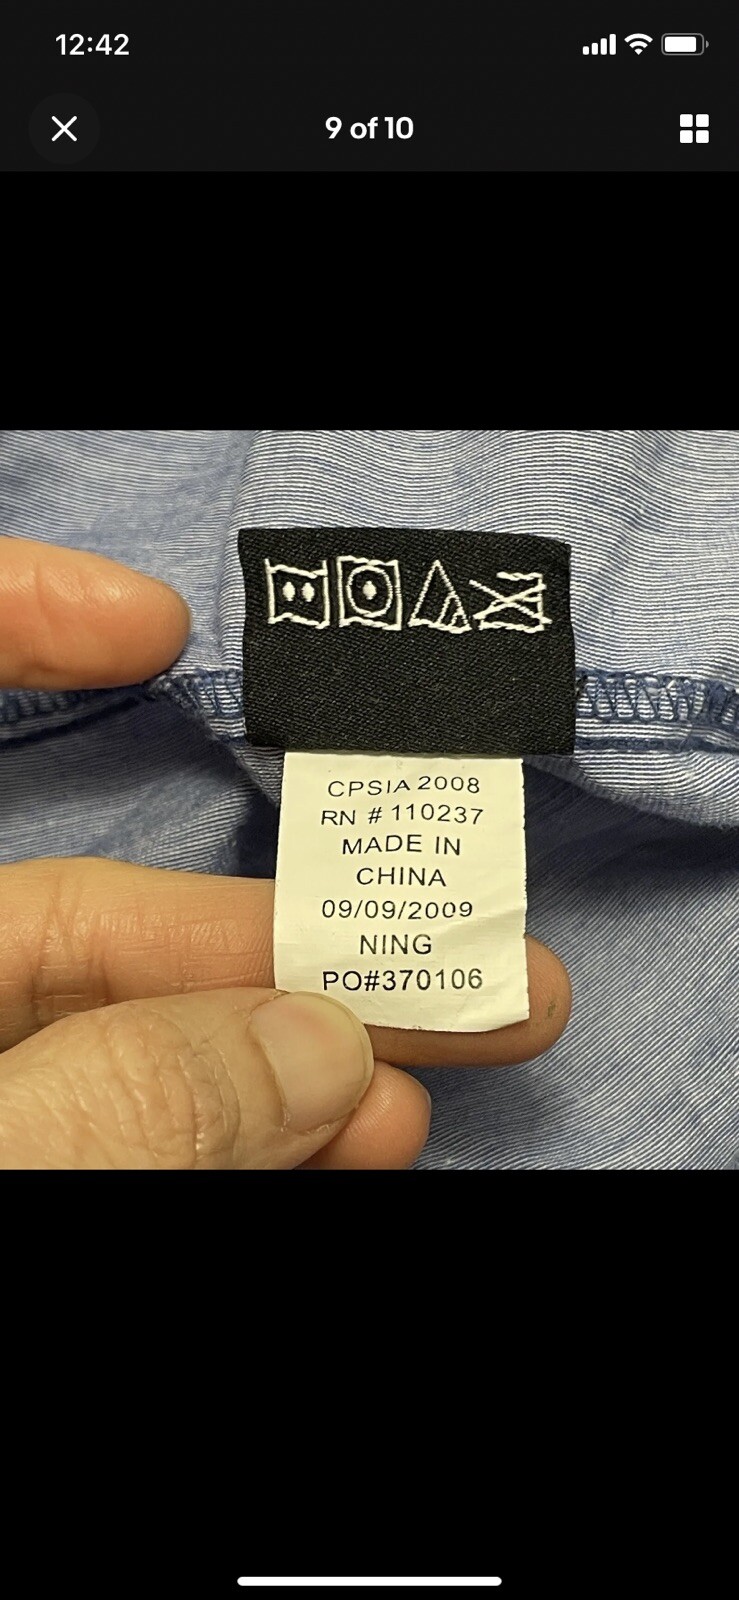 12:42
9 of 10
CPSIA 2008
RN # 110237
MADE IN
CHINA
09/09/2009
NING
PO#370106